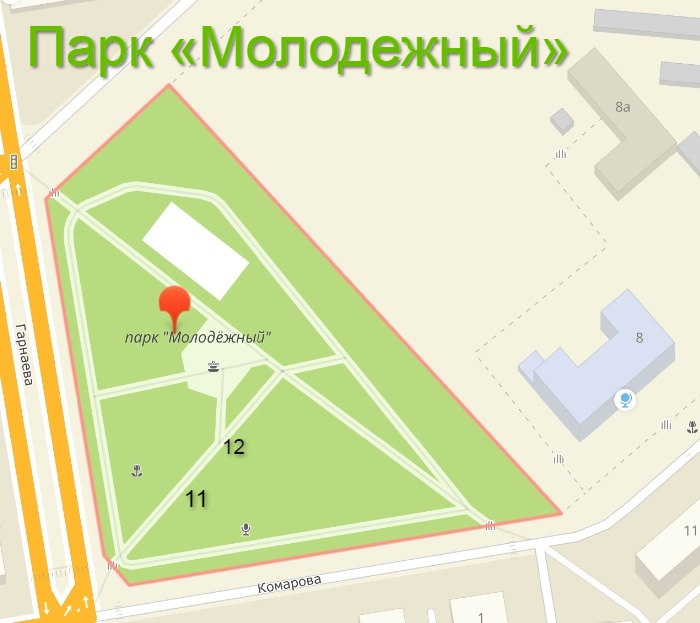 Парк «Молодежный»
8а
Гарнаева
парк "Молодёжный"
8
12
11
11
Комарова
1